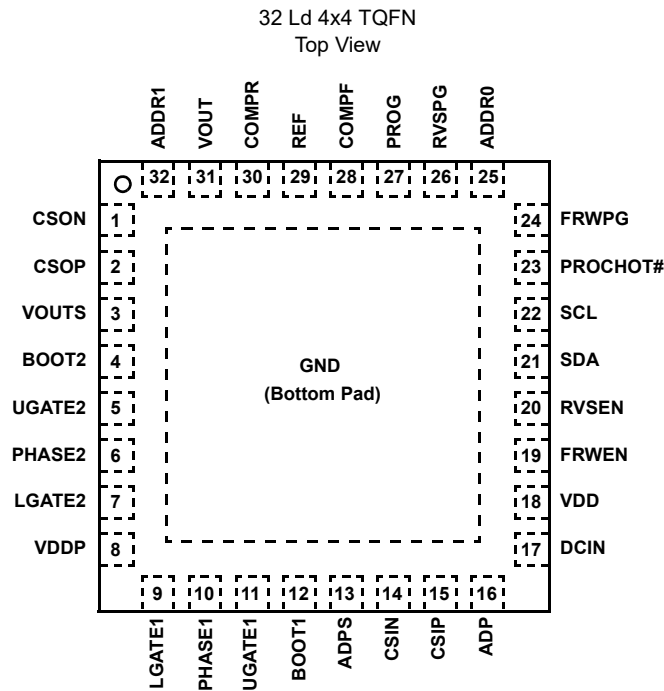 32 Ld 4x4 TQFN
Top View
ADDR1 VOUT COMPR REF COMPF PROG RVSPG ADDR0
32 31 30 29 28 27 26 25
CSON 1 24 FRWPG
CSOP 2 23 PROCHOT#
VOUTS 3 22 SCL
BOOT2 4 21 SDA
GND
(Bottom Pad)
UGATE2 5 20 RVSEN
PHASE2 6 19 FRWEN
LGATE2 7 18 VDD
VDDP 8 17 DCIN
9 10 11 12 13 14 15 16
LGATE1 PHASE1 UGATE1 BOOT1 ADPS CSIN CSIP ADP